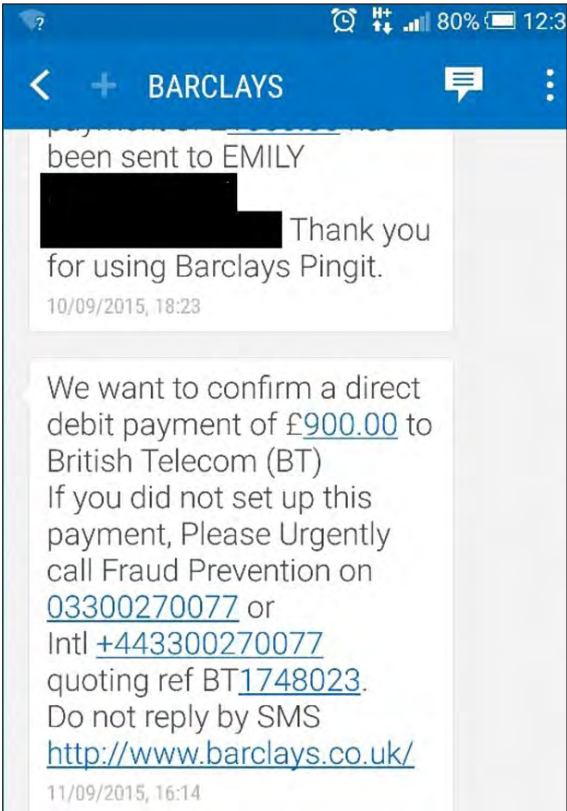 80% 12:3
BARCLAYS
been sent to EMILY
Thank you
for using Barclays Pingit.
10/09/2015, 18:23
We want to confirm a direct
debit payment of £900.00 to
British Telecom (BT)
If you did not set up this
payment, Please Urgently
call Fraud Prevention on
03300270077 or
Intl +443300270077
quoting ref BT1748023.
Do not reply by SMS
http://www.barclays.co.uk/
11/09/2015, 16:14